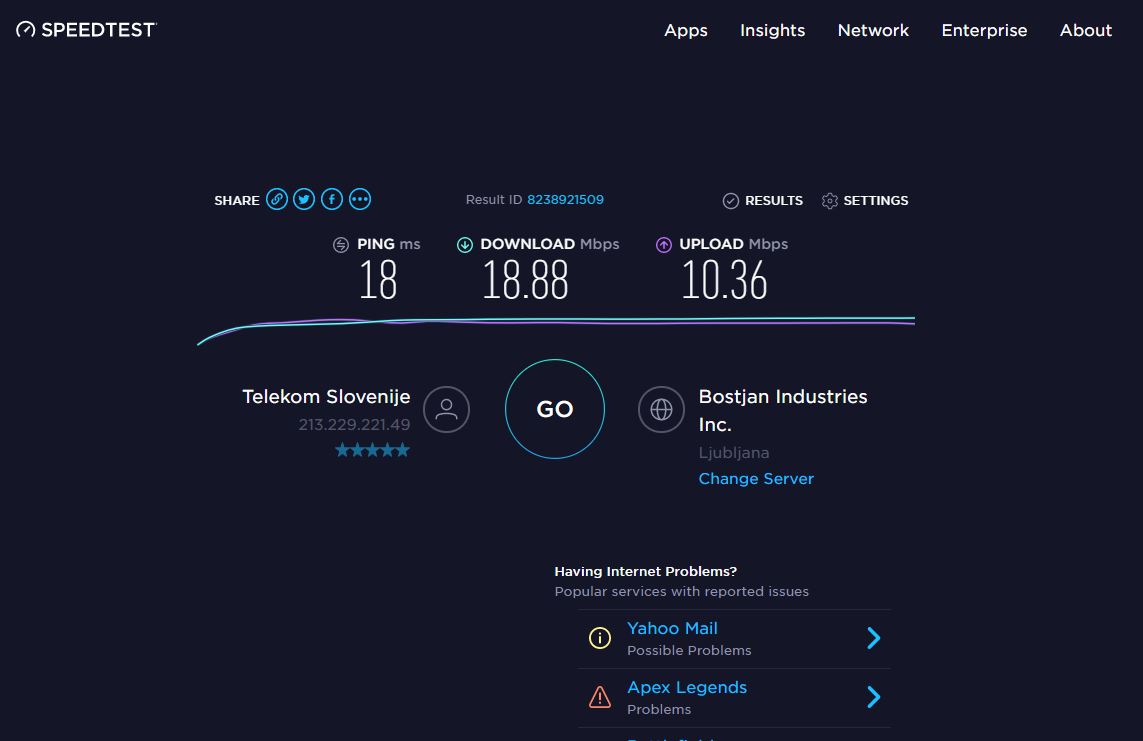 SPEEDTEST
Apps Insights Network Enterprise About
SHARE Result ID 8238921509 RESULTS SETTINGS
PING ms DOWNLOAD Mbps UPLOAD Mbps
18 18.88 10.36
Telekom Slovenije
213.229.221.49
GO
Bostjan Industries
Inc.
Ljubljana
Change Server
Having Internet Problems?
Popular services with reported issues
Yahoo Mail
Possible Problems
Apex Legends
Problems